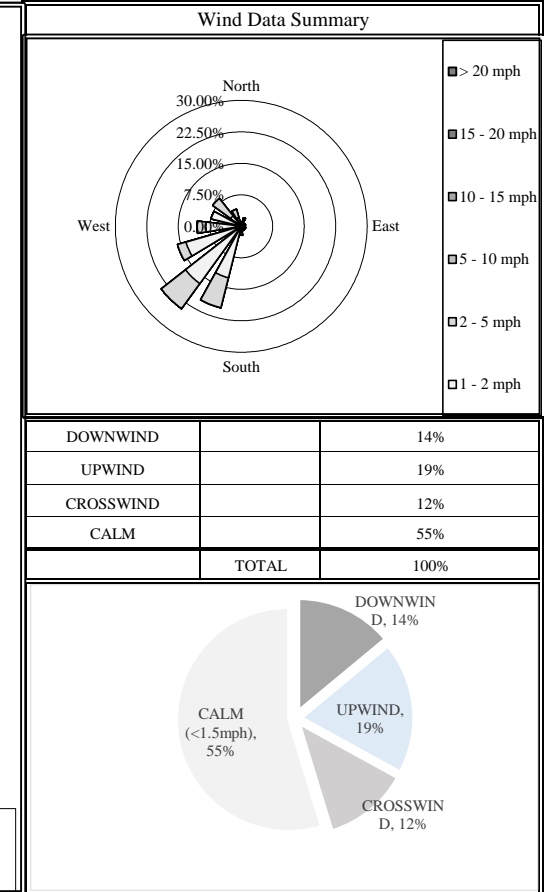 Wind Data Summary
North
30.00%
22.50%
15.00%
7.50%
0.00%
West
East
South
> 20 mph
15 - 20 mph
10 - 15 mph
5 - 10 mph
2 - 5 mph
1 - 2 mph
DOWNWIND 14%
UPWIND 19%
CROSSWIND 12%
CALM 55%
TOTAL 100%
DOWNWIN
D, 14%
UPWIND,
19%
CROSSWIN
D, 12%
CALM
(<1.5mph),
55%